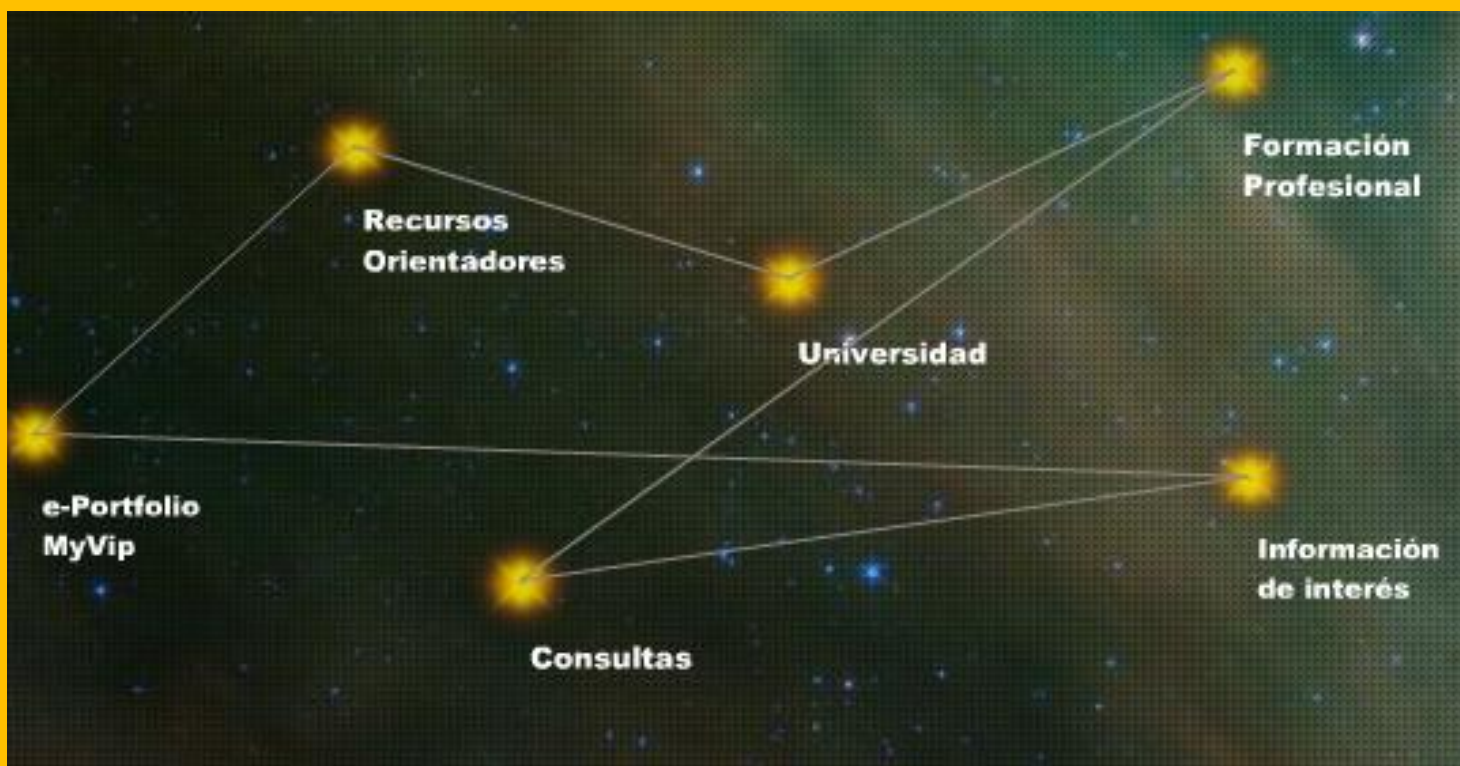 Formación
Profesional
Recursos
Orientadores
Universidad
e-Portfolio
MyVip
Información
de interés
Consultas